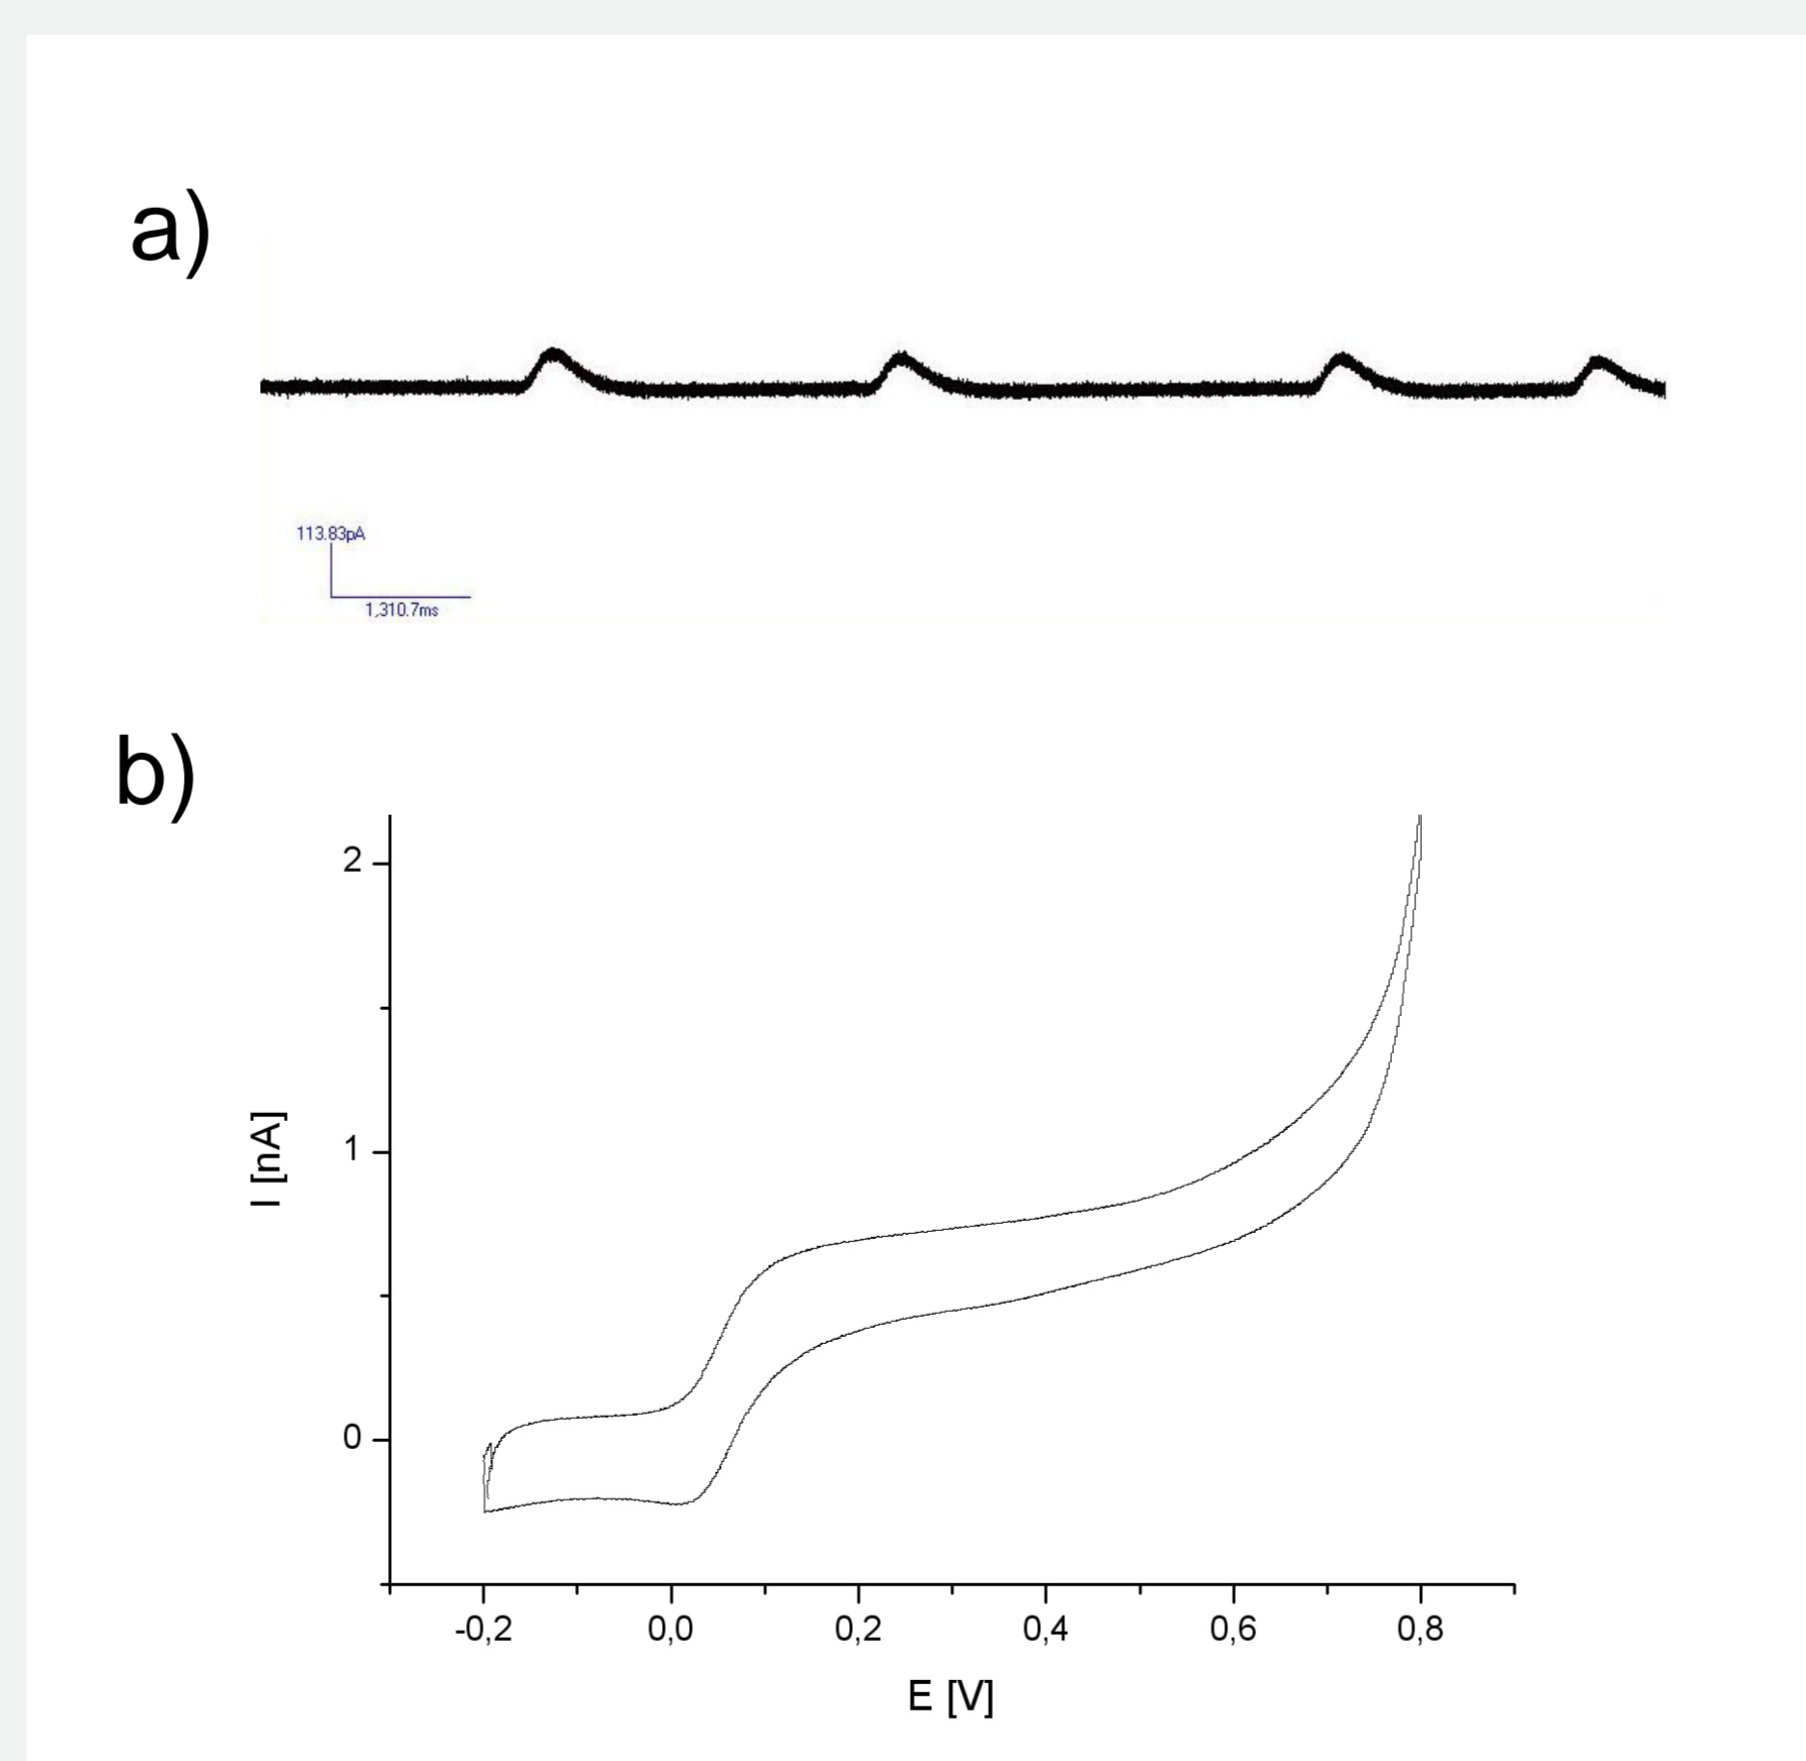 a)
113.83pA
1,310.7ms
b)
2
1
0
I [nA]
-0,2 0,0 0,2 0,4 0,6 0,8
E [V]